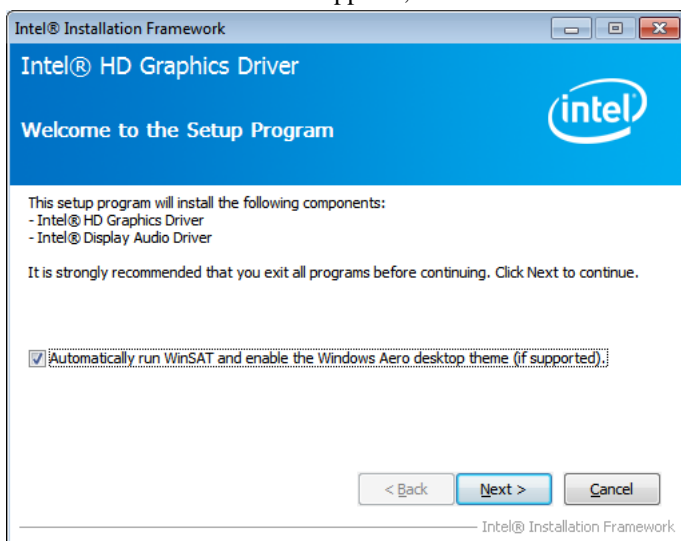 Intel® Installation Framework
Intel® HD Graphics Driver
intel®
Welcome to the Setup Program
This setup program will install the following components:
- Intel® HD Graphics Driver
- Intel® Display Audio Driver
It is strongly recommended that you exit all programs before continuing. Click Next to continue.
Automatically run WinSAT and enable the Windows Aero desktop theme (if supported).
< Back Next > Cancel
Intel® Installation Framework